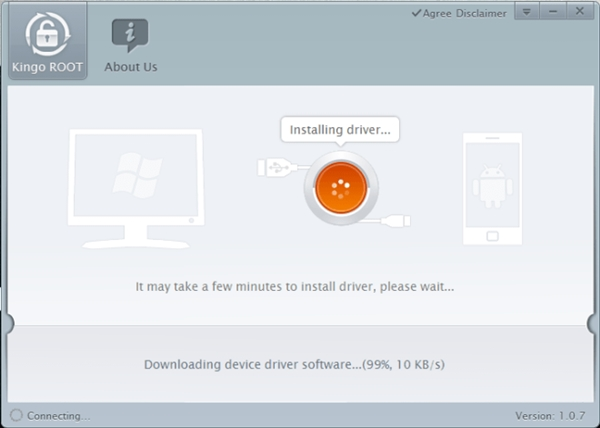 Agree Disclaimer
Kingo ROOT
About Us
Installing driver...
It may take a few minutes to install driver, please wait...
Downloading device driver software...(99%, 10 KB/s)
Connecting...
Version: 1.0.7